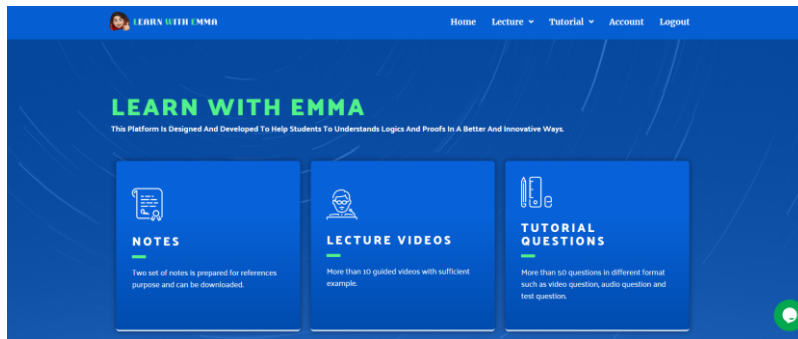 LEARN WITH EMMA
Home Lecture Tutorial Account Logout
LEARN WITH EMMA
This Platform Is Designed And Developed To Help Students To Understands Logics And Proofs In A Better And Innovative Ways.
NOTES
Two set of notes is prepared for references
purpose and can be downloaded.
LECTURE VIDEOS
More than 10 guided videos with sufficient
example.
TUTORIAL
QUESTIONS
More than 50 questions in different format
such as video question, audio question and
test question.